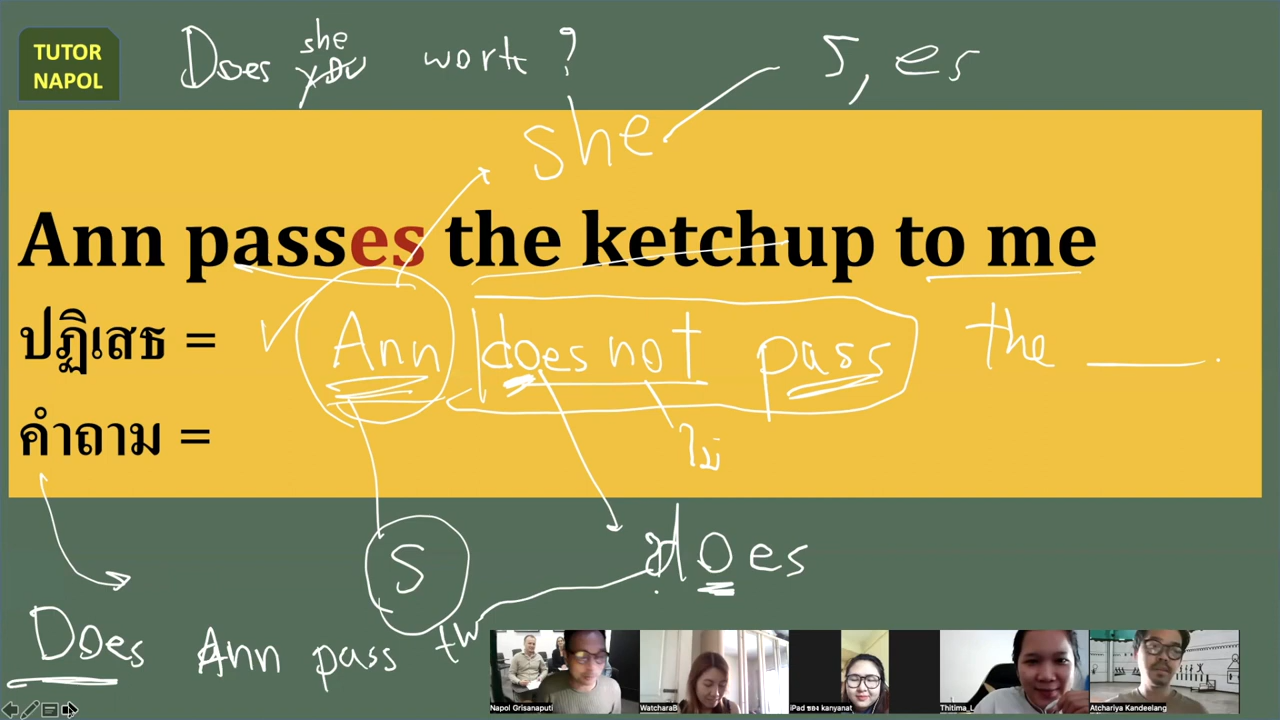 TUTOR
NAPOL
Does she you work ?
s, es
she
Ann passes the ketchup to me
ปฏิเสธ = Ann does not pass the ____.
คำถาม =
ไม่
S
does
Does Ann pass
Napol Grisanaputi
WatcharaB
iPad ของ kanyanat
Thitima_L
Atchariya Kandeelang